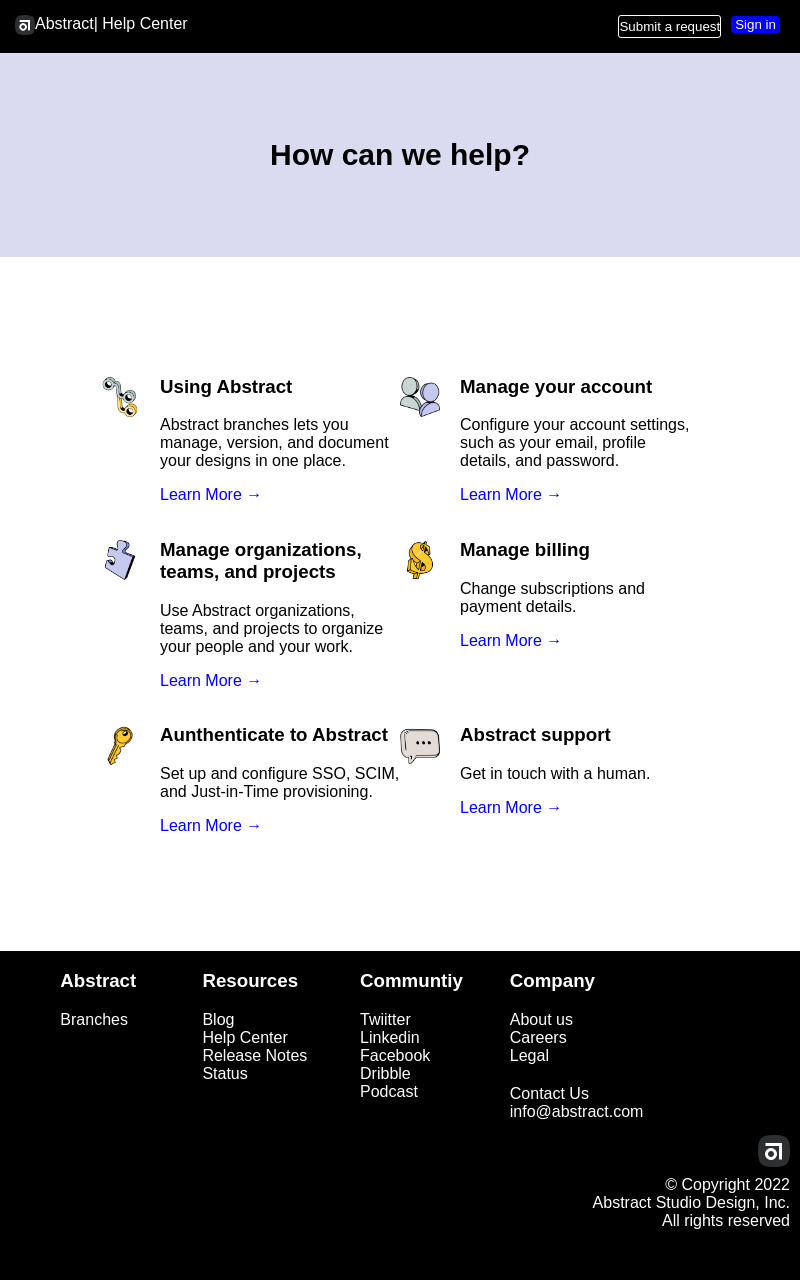 Abstract| Help Center
Submit a request
Sign in
How can we help?
Using Abstract
Abstract branches lets you
manage, version, and document
your designs in one place.
Learn More →
Manage your account
Configure your account settings,
such as your email, profile
details, and password.
Learn More →
Manage organizations,
teams, and projects
Use Abstract organizations,
teams, and projects to organize
your people and your work.
Learn More →
Manage billing
Change subscriptions and
payment details.
Learn More →
Aunthenticate to Abstract
Set up and configure SSO, SCIM,
and Just-in-Time provisioning.
Learn More →
Abstract support
Get in touch with a human.
Learn More →
Abstract
Branches
Resources
Blog
Help Center
Release Notes
Status
Communtiy
Twiitter
Linkedin
Facebook
Dribble
Podcast
Company
About us
Careers
Legal
Contact Us
info@abstract.com
© Copyright 2022
Abstract Studio Design, Inc.
All rights reserved